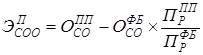 Э^П_СОО = О^ПП_СО − О^ФБ_СО × П^ПП_Р / П^ФБ_Р